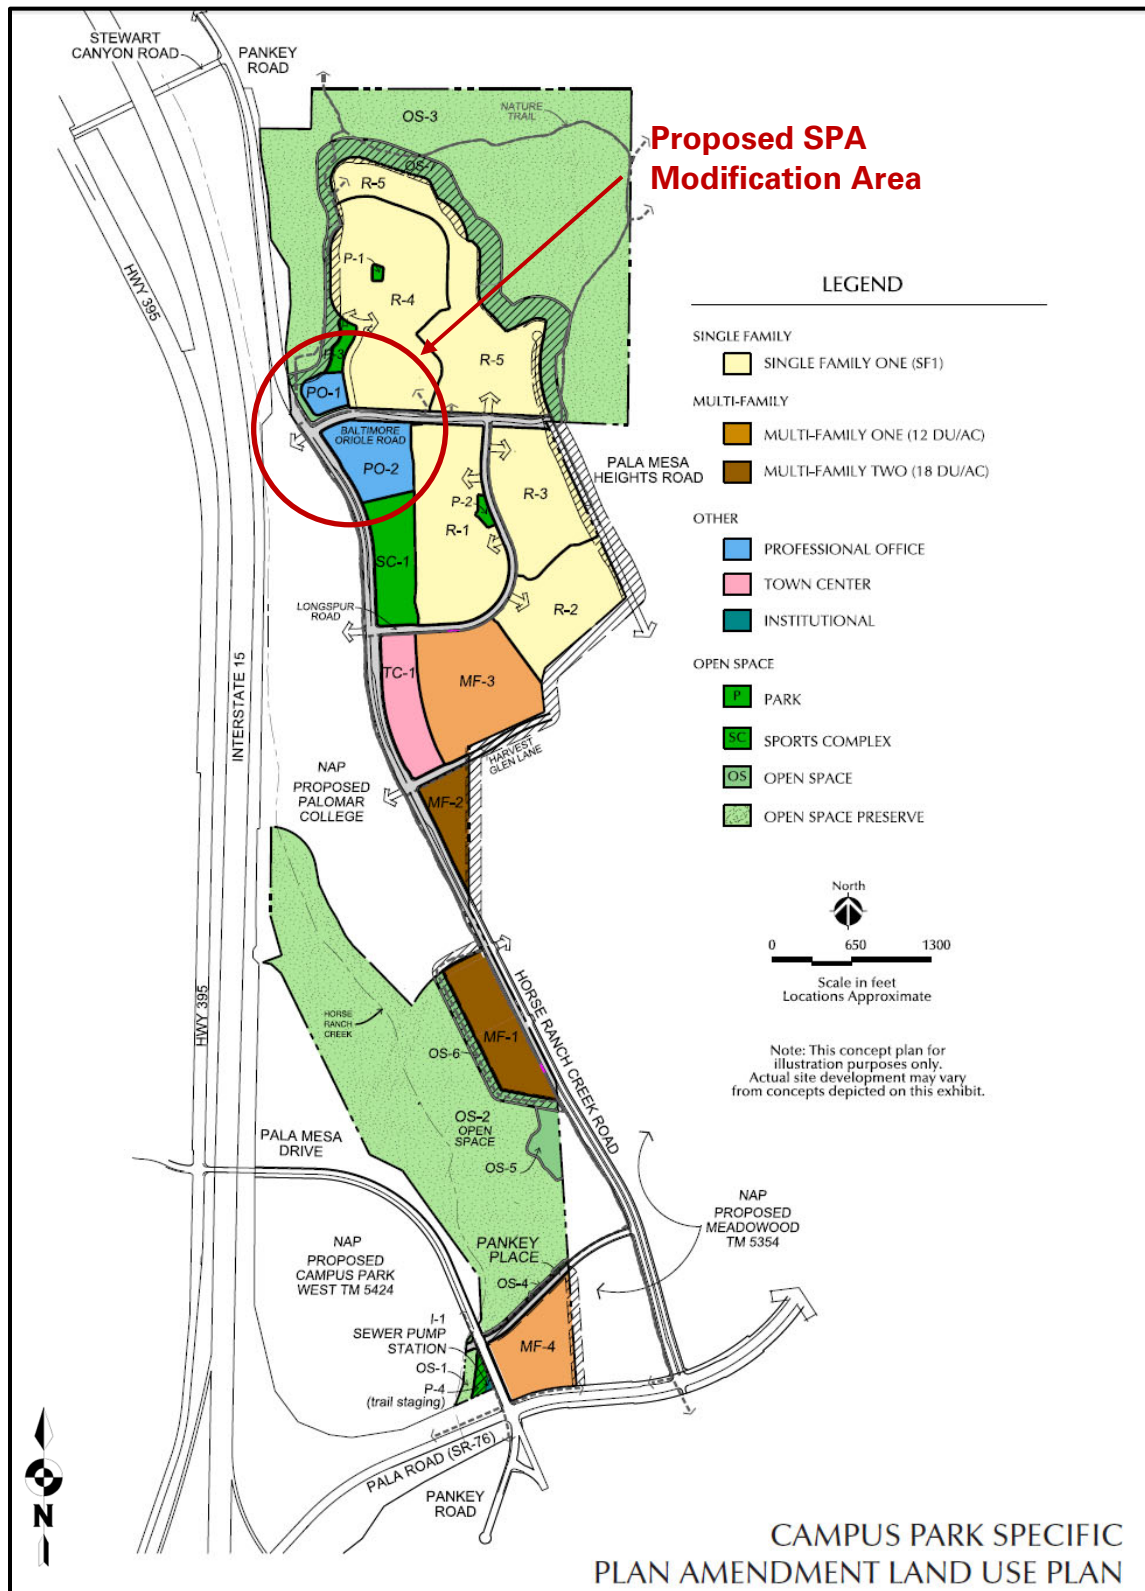 STEWART
CANYON ROAD
PANKEY
ROAD
OS-3
NATURE
TRAIL
Proposed SPA
Modification Area
OS-7
R-5
P-1
R-4
HWY 395
R-5
P-3
PO-1
BALTIMORE
ORIOLE ROAD
PO-2
PALA MESA
HEIGHTS ROAD
R-3
P-2
R-1
SC-1
R-2
LONGSPUR
ROAD
TC-1
MF-3
INTERSTATE 15
HARVEST
GLEN LANE
NAP
PROPOSED
PALOMAR
COLLEGE
MF-2
LEGEND
SINGLE FAMILY
SINGLE FAMILY ONE (SF1)
MULTI-FAMILY
MULTI-FAMILY ONE (12 DU/AC)
MULTI-FAMILY TWO (18 DU/AC)
OTHER
PROFESSIONAL OFFICE
TOWN CENTER
INSTITUTIONAL
OPEN SPACE
P PARK
SC SPORTS COMPLEX
OS OPEN SPACE
OPEN SPACE PRESERVE
North
0 650 1300
Scale in feet
Locations Approximate
Note: This concept plan for
illustration purposes only.
Actual site development may vary
from concepts depicted on this exhibit.
HWY 395
HORSE
RANCH
CREEK
HORSE RANCH CREEK ROAD
MF-1
OS-6
OS-2
OPEN
SPACE
OS-5
PALA MESA
DRIVE
NAP
PROPOSED
MEADOWOOD
TM 5354
NAP
PROPOSED
CAMPUS PARK
WEST TM 5424
PANKEY
PLACE
OS-4
I-1
SEWER PUMP
STATION
OS-1
P-4
(trail staging)
MF-4
PALA ROAD (SR-76)
PANKEY
ROAD
N
CAMPUS PARK SPECIFIC
PLAN AMENDMENT LAND USE PLAN